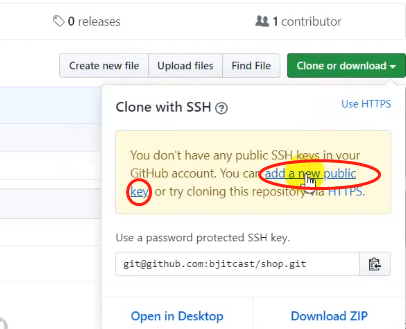 0 releases
1 contributor
Create new file
Upload files
Find File
Clone or download
Clone with SSH
Use HTTPS
You don't have any public SSH keys in your
GitHub account. You can add a new public
key, or try cloning this repository via HTTPS.
Use a password protected SSH key.
git@github.com:bjitcast/shop.git
Open in Desktop
Download ZIP